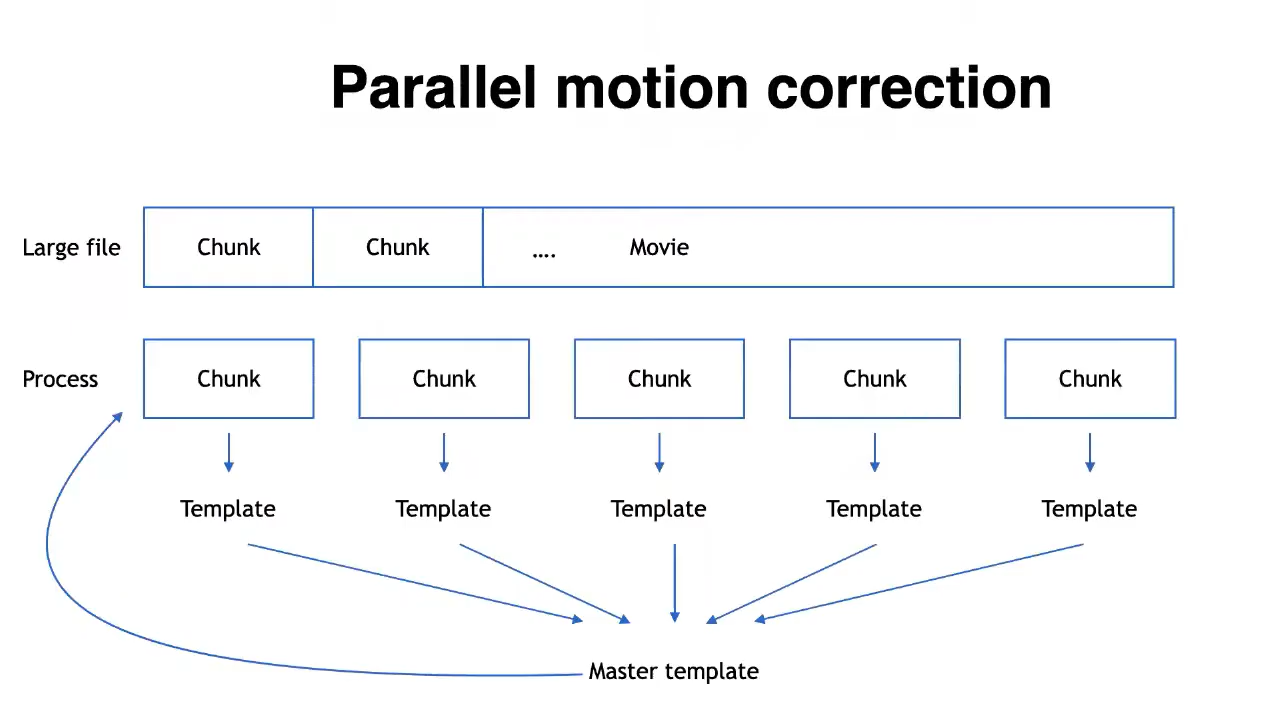 Parallel motion correction
Large file Chunk Chunk .... Movie
Process Chunk Chunk Chunk Chunk Chunk
Template Template Template Template Template
Master template